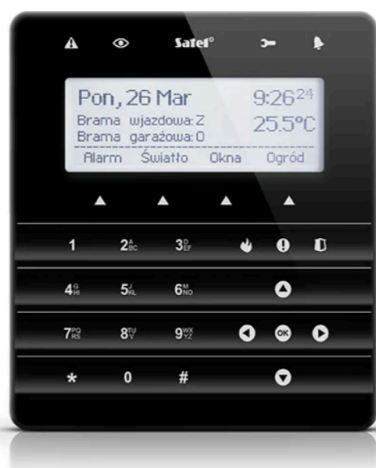 Satel®
Pon, 26 Mar 9:26 24
Brama wjazdowa: Z 25.5°C
Brama garażowa: O
Alarm Światło Okna Ogród
1 2 ABC 3 DEF
4 GHI 5 JKL 6 MNO
7 PQRS 8 TUV 9 WXYZ OK
* 0 #